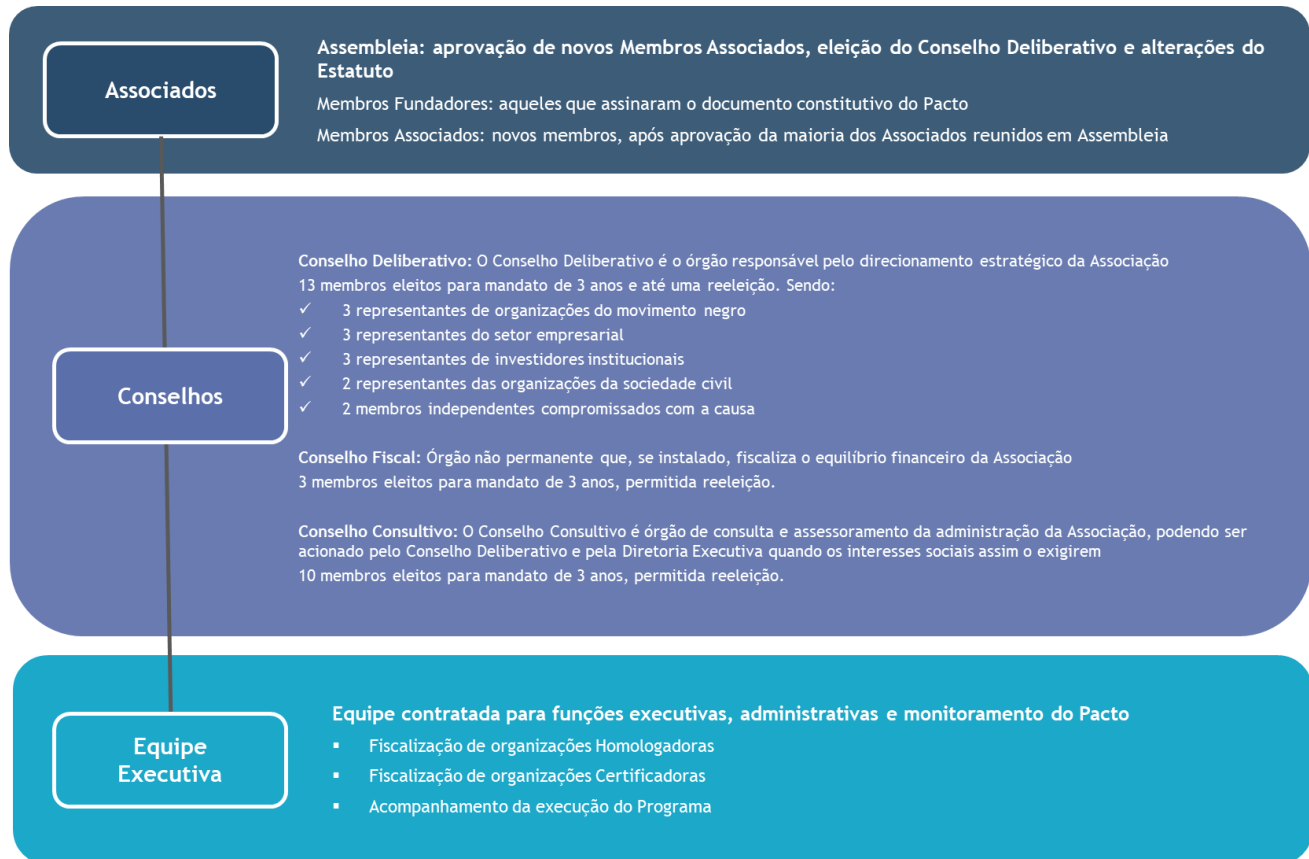 Associados
Assembleia: aprovação de novos Membros Associados, eleição do Conselho Deliberativo e alterações do
Estatuto
Membros Fundadores: aqueles que assinaram o documento constitutivo do Pacto
Membros Associados: novos membros, após aprovação da maioria dos Associados reunidos em Assembleia
Conselhos
Conselho Deliberativo: O Conselho Deliberativo é o órgão responsável pelo direcionamento estratégico da Associação
13 membros eleitos para mandato de 3 anos e até uma reeleição. Sendo:
✓ 3 representantes de organizações do movimento negro
✓ 3 representantes do setor empresarial
✓ 3 representantes de investidores institucionais
✓ 2 representantes das organizações da sociedade civil
✓ 2 membros independentes compromissados com a causa
Conselho Fiscal: Órgão não permanente que, se instalado, fiscaliza o equilíbrio financeiro da Associação
3 membros eleitos para mandato de 3 anos, permitida reeleição.
Conselho Consultivo: O Conselho Consultivo é órgão de consulta e assessoramento da administração da Associação, podendo ser
acionado pelo Conselho Deliberativo e pela Diretoria Executiva quando os interesses sociais assim o exigirem
10 membros eleitos para mandato de 3 anos, permitida reeleição.
Equipe
Executiva
Equipe contratada para funções executivas, administrativas e monitoramento do Pacto
▪ Fiscalização de organizações Homologadoras
▪ Fiscalização de organizações Certificadoras
▪ Acompanhamento da execução do Programa